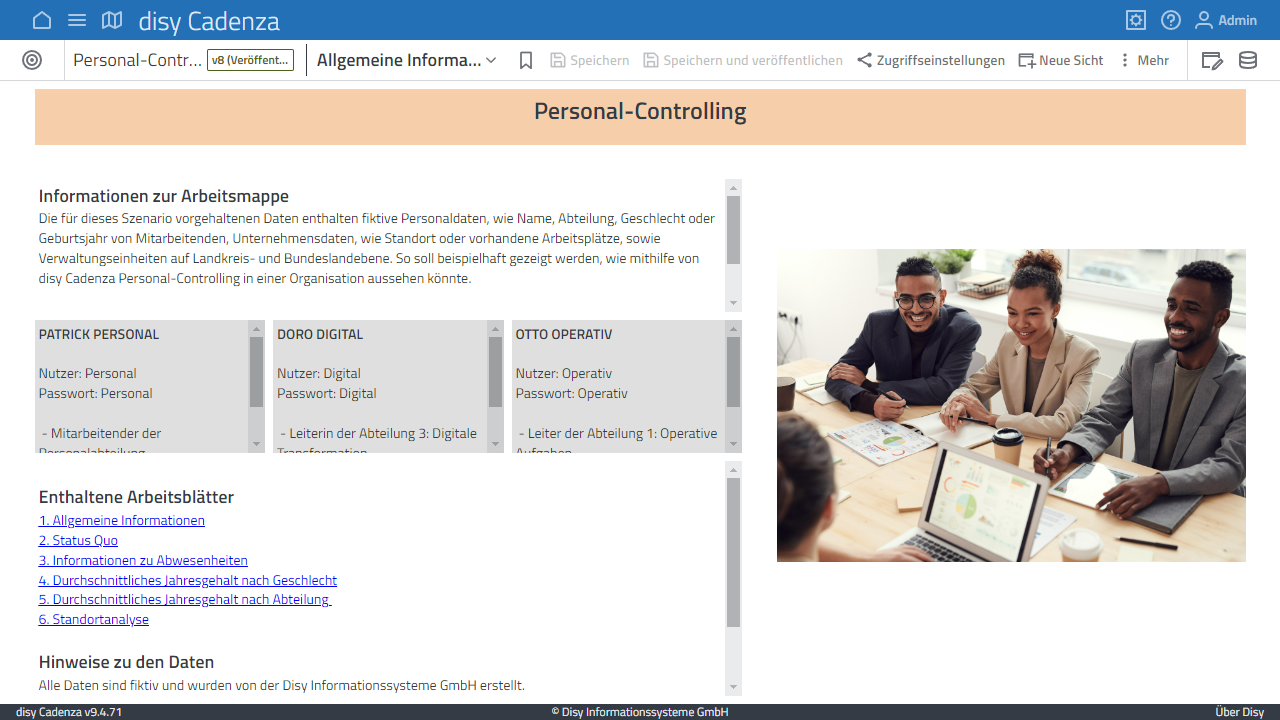 disy Cadenza
Admin
Personal-Contr... v8 (Veröffent... Allgemeine Informa... Speichern Speichern und veröffentlichen Zugriffseinstellungen Neue Sicht Mehr
Personal-Controlling
Informationen zur Arbeitsmappe
Die für dieses Szenario vorgehaltenen Daten enthalten fiktive Personaldaten, wie Name, Abteilung, Geschlecht oder
Geburtsjahr von Mitarbeitenden, Unternehmensdaten, wie Standort oder vorhandene Arbeitsplätze, sowie
Verwaltungseinheiten auf Landkreis- und Bundeslandebene. So soll beispielhaft gezeigt werden, wie mithilfe von
disy Cadenza Personal-Controlling in einer Organisation aussehen könnte.
PATRICK PERSONAL
Nutzer: Personal
Passwort: Personal
- Mitarbeitender der
Personalabteilung
DORO DIGITAL
Nutzer: Digital
Passwort: Digital
- Leiterin der Abteilung 3: Digitale
Transformation
OTTO OPERATIV
Nutzer: Operativ
Passwort: Operativ
- Leiter der Abteilung 1: Operative
Aufgaben
Enthaltene Arbeitsblätter
1. Allgemeine Informationen
2. Status Quo
3. Informationen zu Abwesenheiten
4. Durchschnittliches Jahresgehalt nach Geschlecht
5. Durchschnittliches Jahresgehalt nach Abteilung
6. Standortanalyse
Hinweise zu den Daten
Alle Daten sind fiktiv und wurden von der Disy Informationssysteme GmbH erstellt.
disy Cadenza v9.4.71
© Disy Informationssysteme GmbH
Über Disy